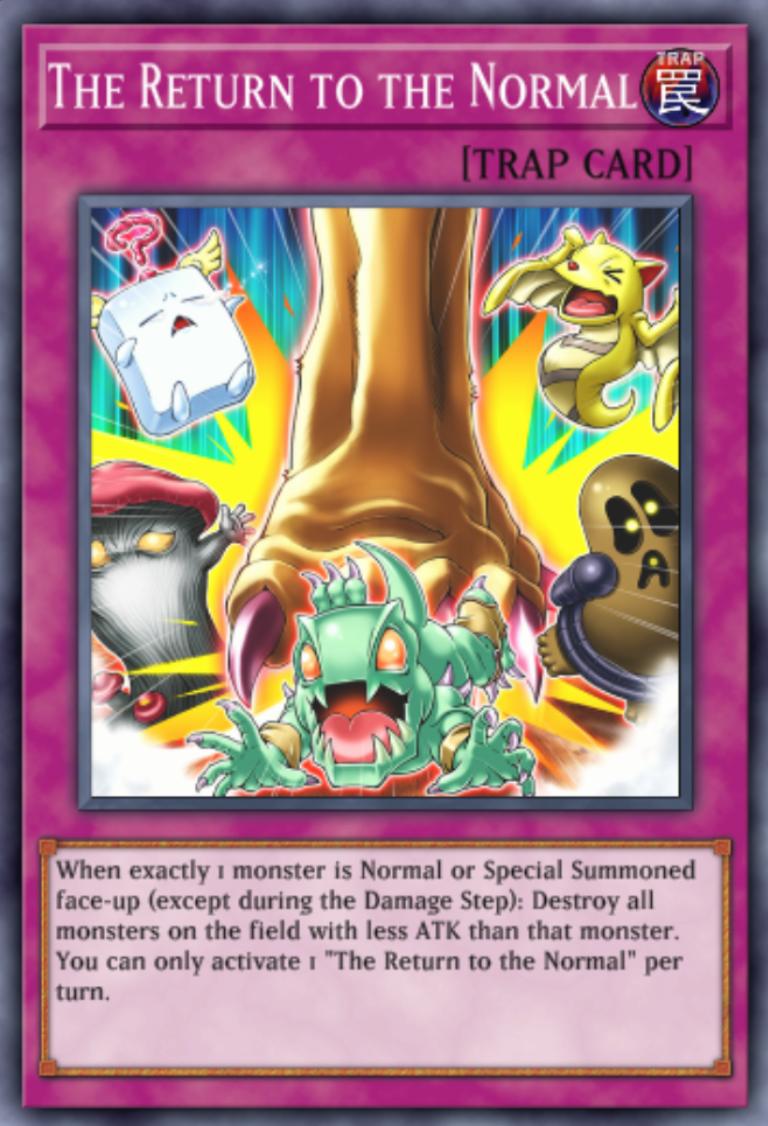 The Return to the Normal
TRAP
罠
[TRAP CARD]
When exactly 1 monster is Normal or Special Summoned
face-up (except during the Damage Step): Destroy all
monsters on the field with less ATK than that monster.
You can only activate 1 "The Return to the Normal" per
turn.